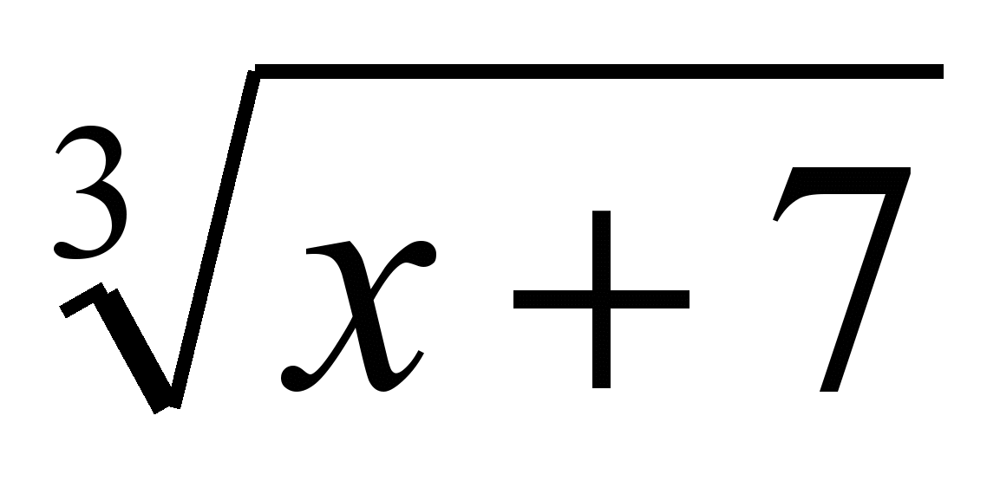 ∛x + 7